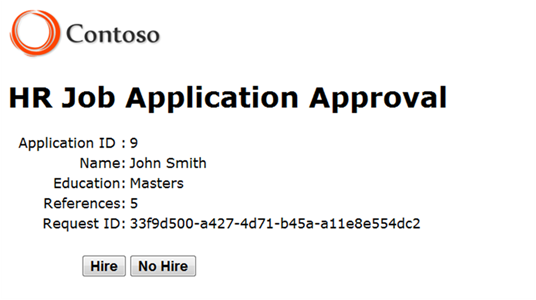 Contoso
HR Job Application Approval
Application ID : 9
Name: John Smith
Education: Masters
References: 5
Request ID: 33f9d500-a427-4d71-b45a-a11e8e554dc2
Hire No Hire